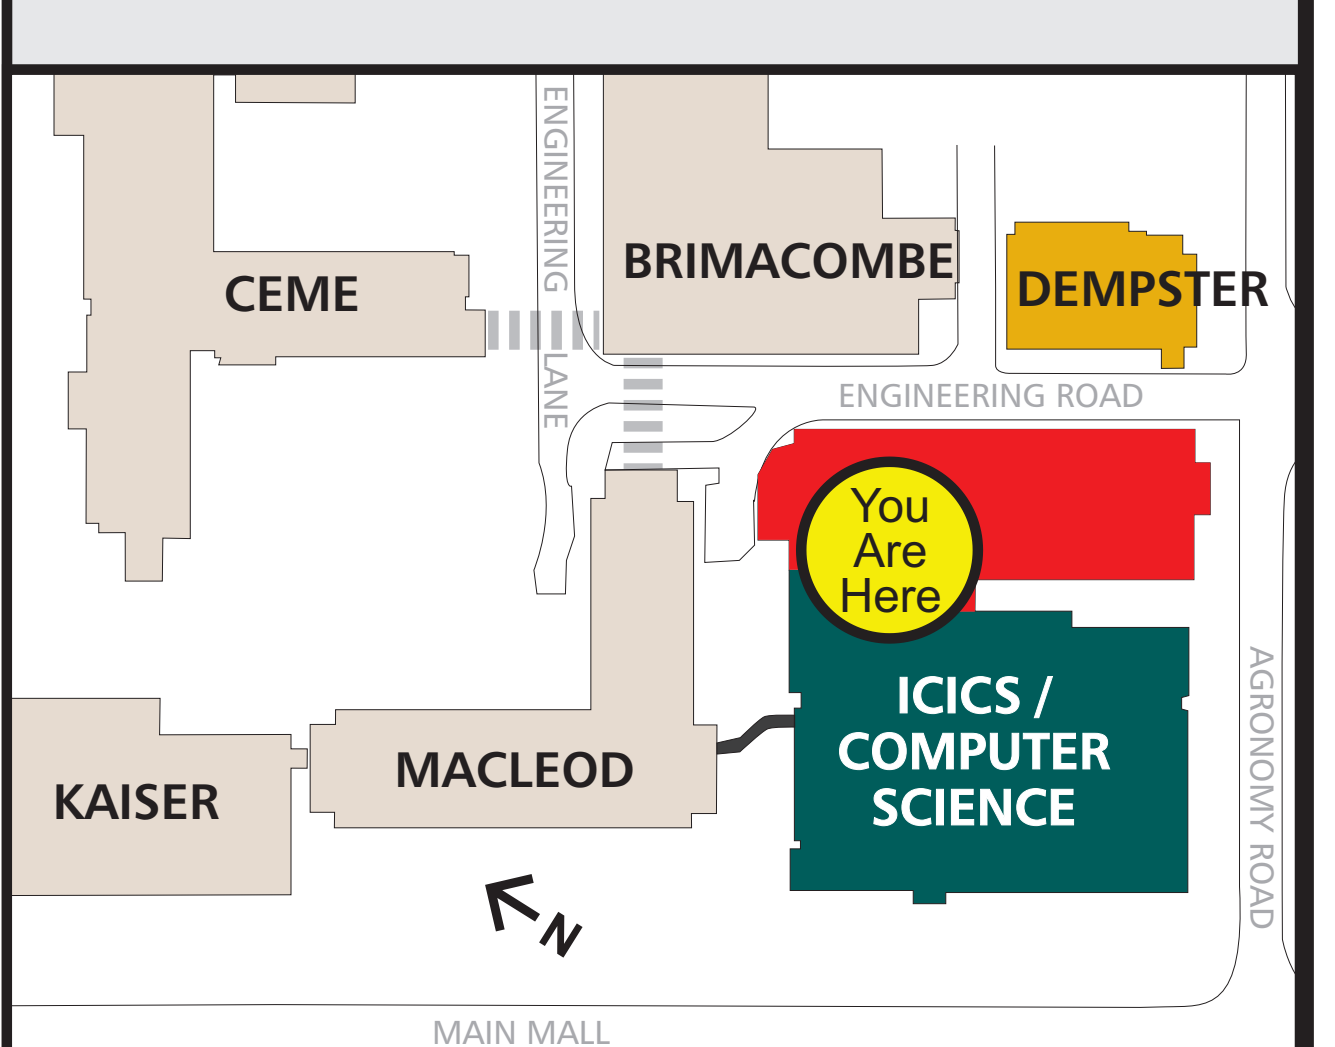 ENGINEERING
LANE
BRIMACOMBE
CEME
DEMPSTER
ENGINEERING ROAD
You
Are
Here
ICICS /
COMPUTER
SCIENCE
MACLEOD
KAISER
AGRONOMY ROAD
N
MAIN MALL